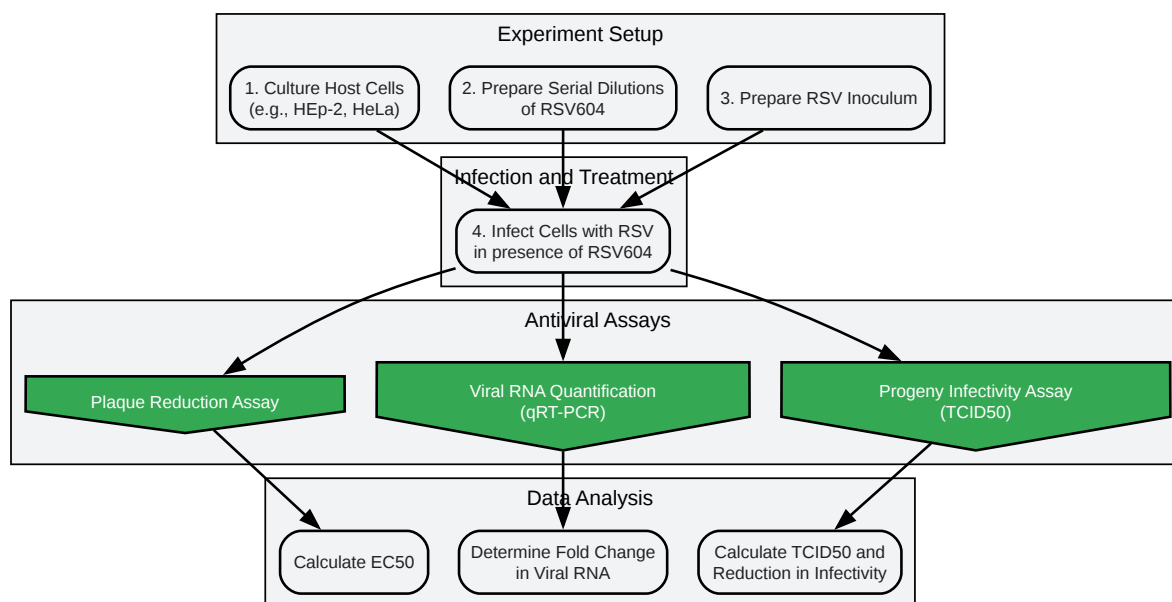 Experiment Setup
1. Culture Host Cells
(e.g., HEp-2, HeLa)
2. Prepare Serial Dilutions
of RSV604
3. Prepare RSV Inoculum
Infection and Treatment
4. Infect Cells with RSV
in presence of RSV604
Antiviral Assays
Plaque Reduction Assay
Viral RNA Quantification
(qRT-PCR)
Progeny Infectivity Assay
(TCID50)
Data Analysis
Calculate EC50
Determine Fold Change
in Viral RNA
Calculate TCID50 and
Reduction in Infectivity